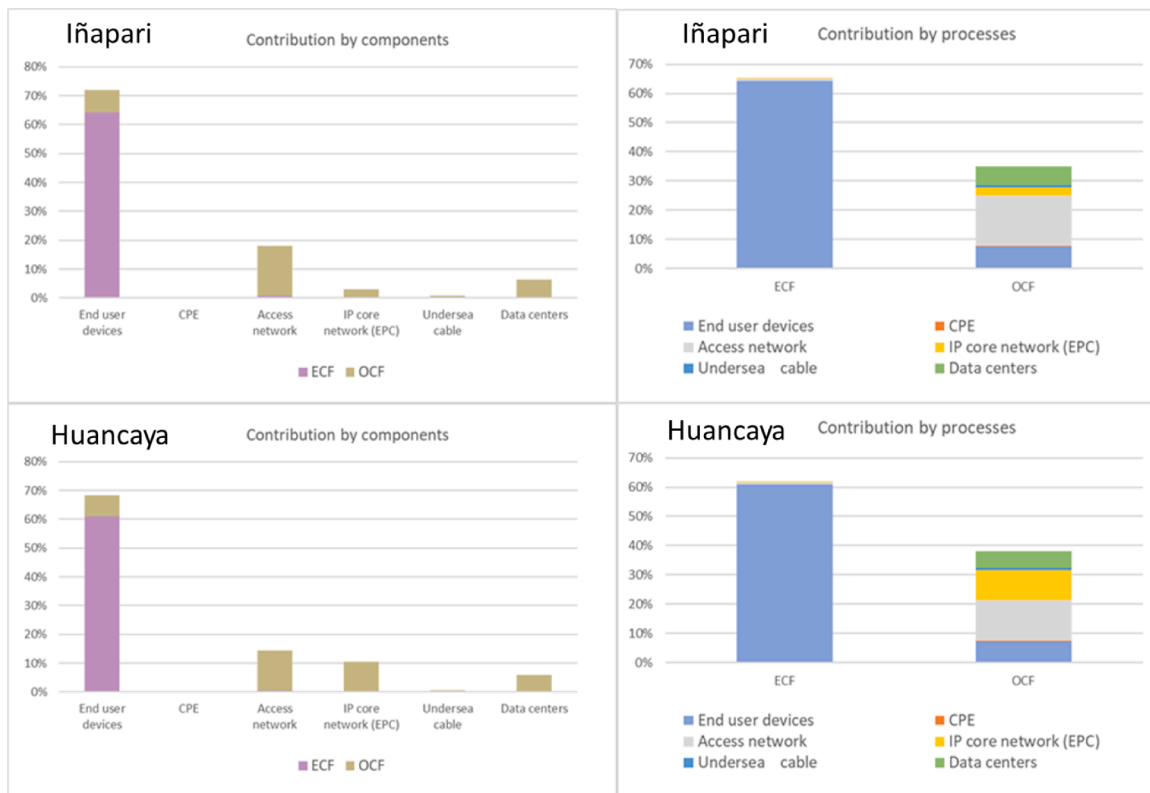 Iñapari
Contribution by components
80%
70%
60%
50%
40%
30%
20%
10%
0%
End user devices
CPE
Access network
IP core network (EPC)
Undersea cable
Data centers
ECF
OCF
Iñapari
Contribution by processes
70%
60%
50%
40%
30%
20%
10%
0%
ECF
OCF
End user devices
CPE
Access network
IP core network (EPC)
Undersea cable
Data centers
Huancaya
Contribution by components
80%
70%
60%
50%
40%
30%
20%
10%
0%
End user devices
CPE
Access network
IP core network (EPC)
Undersea cable
Data centers
ECF
OCF
Huancaya
Contribution by processes
70%
60%
50%
40%
30%
20%
10%
0%
ECF
OCF
End user devices
CPE
Access network
IP core network (EPC)
Undersea cable
Data centers